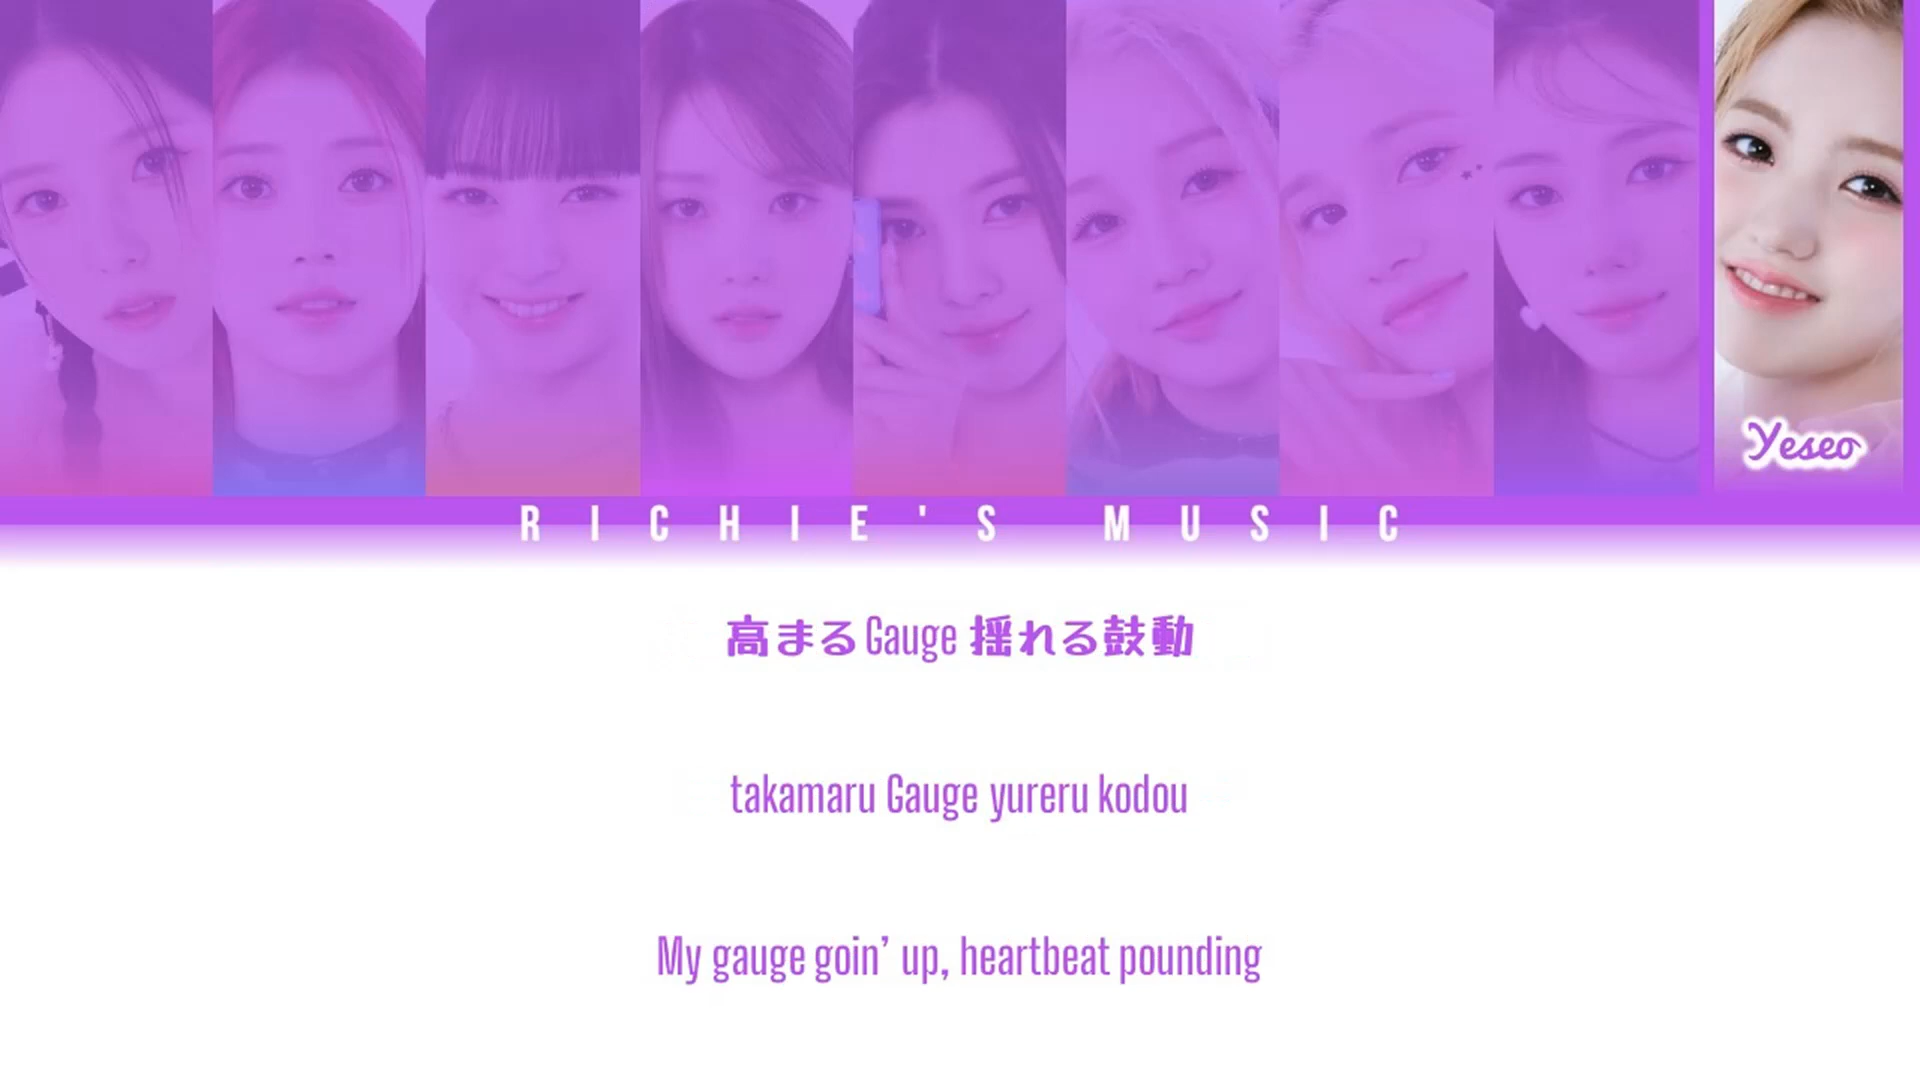 Yeseo
RICHIE'S MUSIC
高まるGauge 揺れる鼓動
takamaru Gauge yureru kodou
My gauge goin’ up, heartbeat pounding